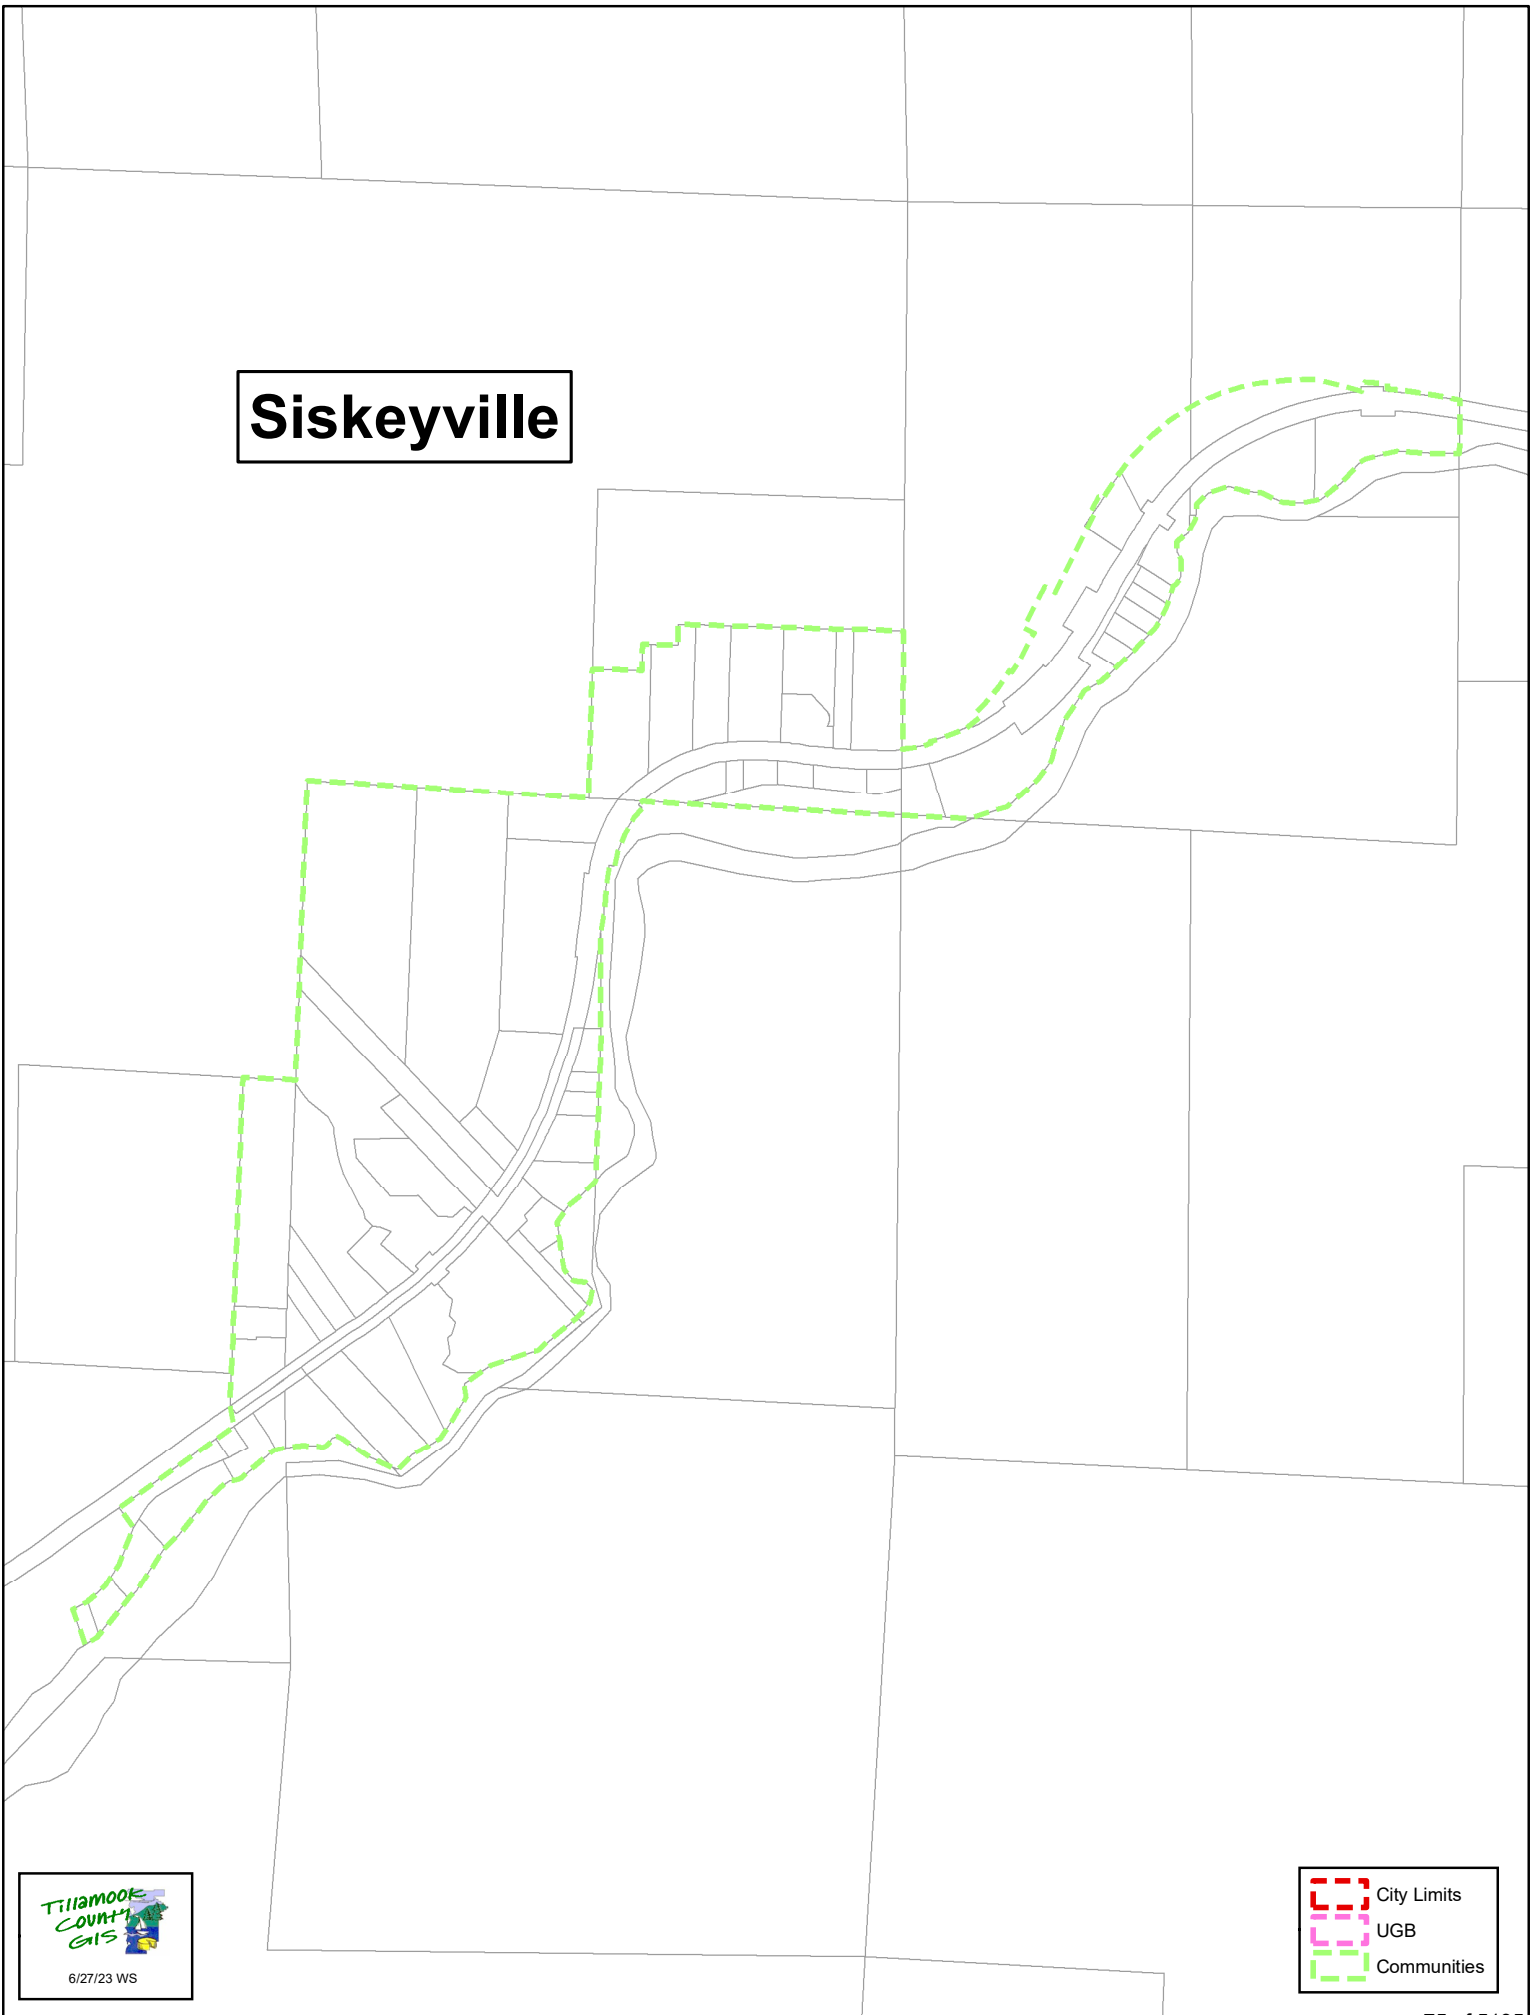 Siskeyville
Tillamook
County
GIS
6/27/23 WS
City Limits
UGB
Communities